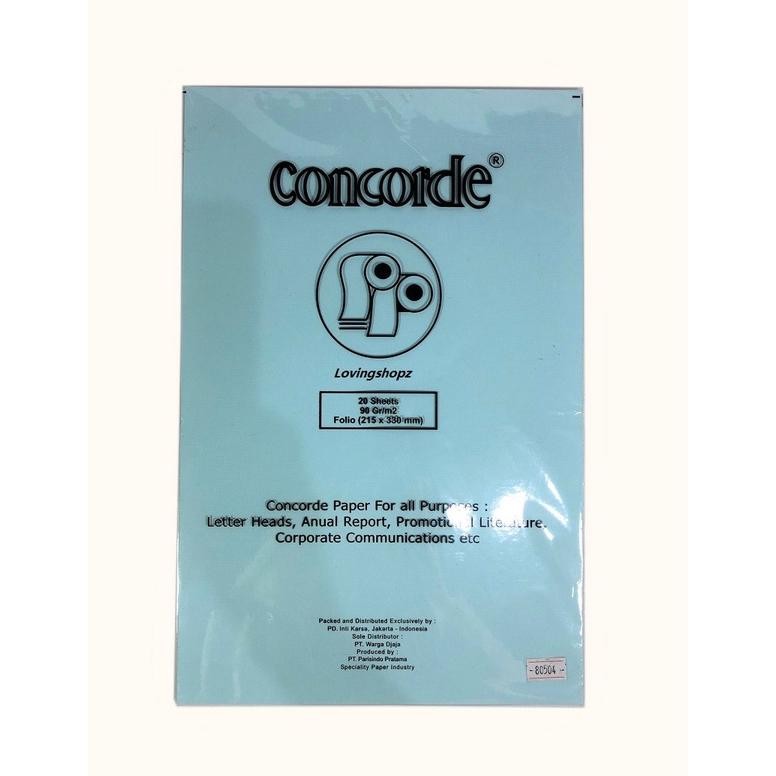 concorde®
Lovingshopz
20 Sheets
90 Gr/m2
Folio (215 x 330 mm)
Concorde Paper For all Purposes :
Letter Heads, Anual Report, Promotional Literature.
Corporate Communications etc
Packed and Distributed Exclusively by :
PD. Inti Karsa, Jakarta - Indonesia
Sole Distributor :
PT. Warga Djaja
Produced by :
PT. Parisindo Pratama
Speciality Paper Industry
- 80504 -